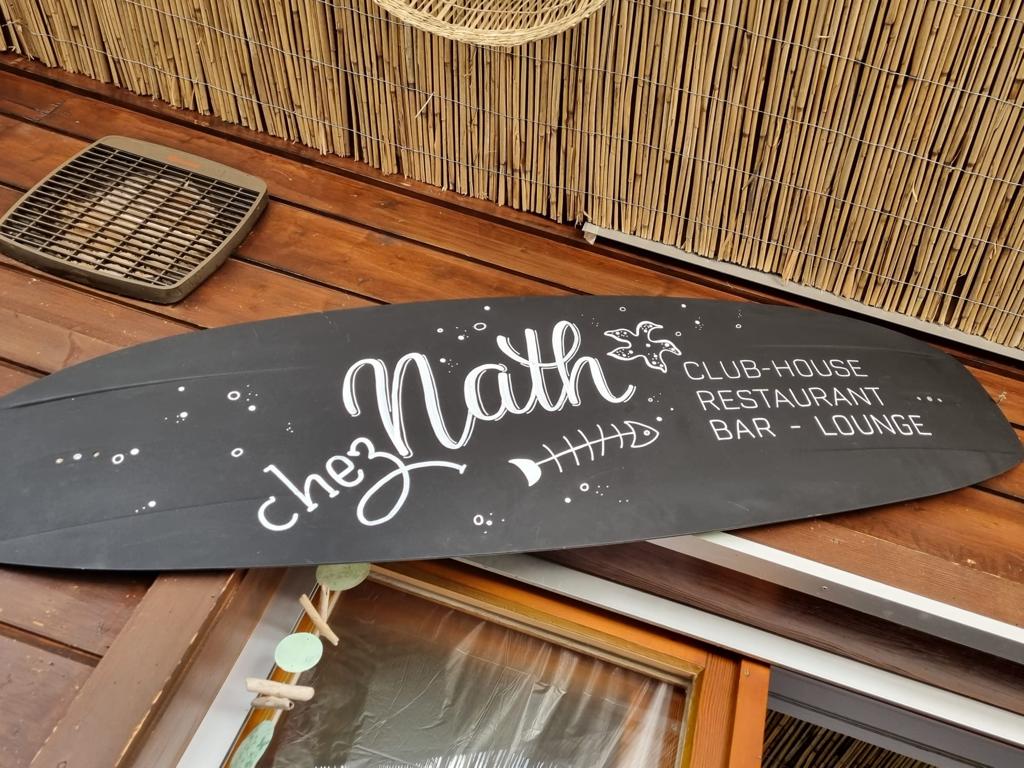 chez Nath
CLUB-HOUSE
RESTAURANT
BAR - LOUNGE